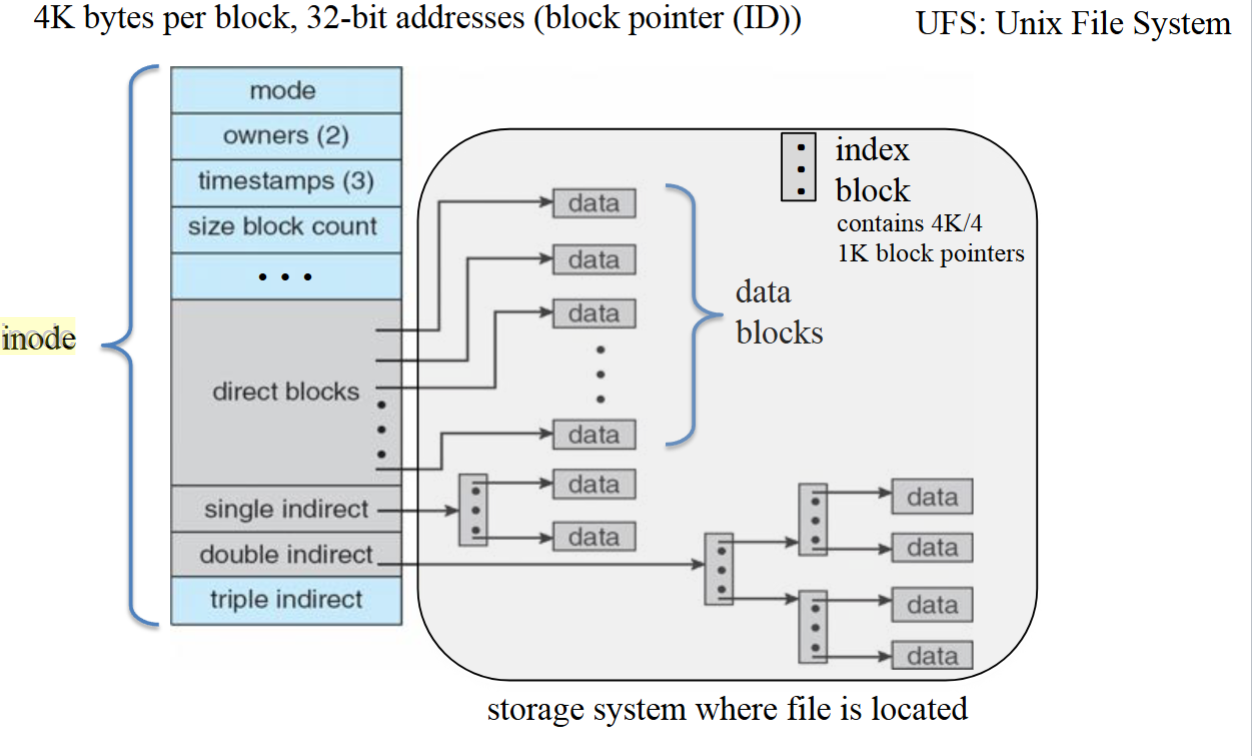 4K bytes per block, 32-bit addresses (block pointer (ID))
UFS: Unix File System
mode
owners (2)
timestamps (3)
size block count
• • •
inode
direct blocks
single indirect
double indirect
triple indirect
data
data
data
data
data
data
data
blocks
index
block
contains 4K/4
1K block pointers
data
data
data
data
storage system where file is located